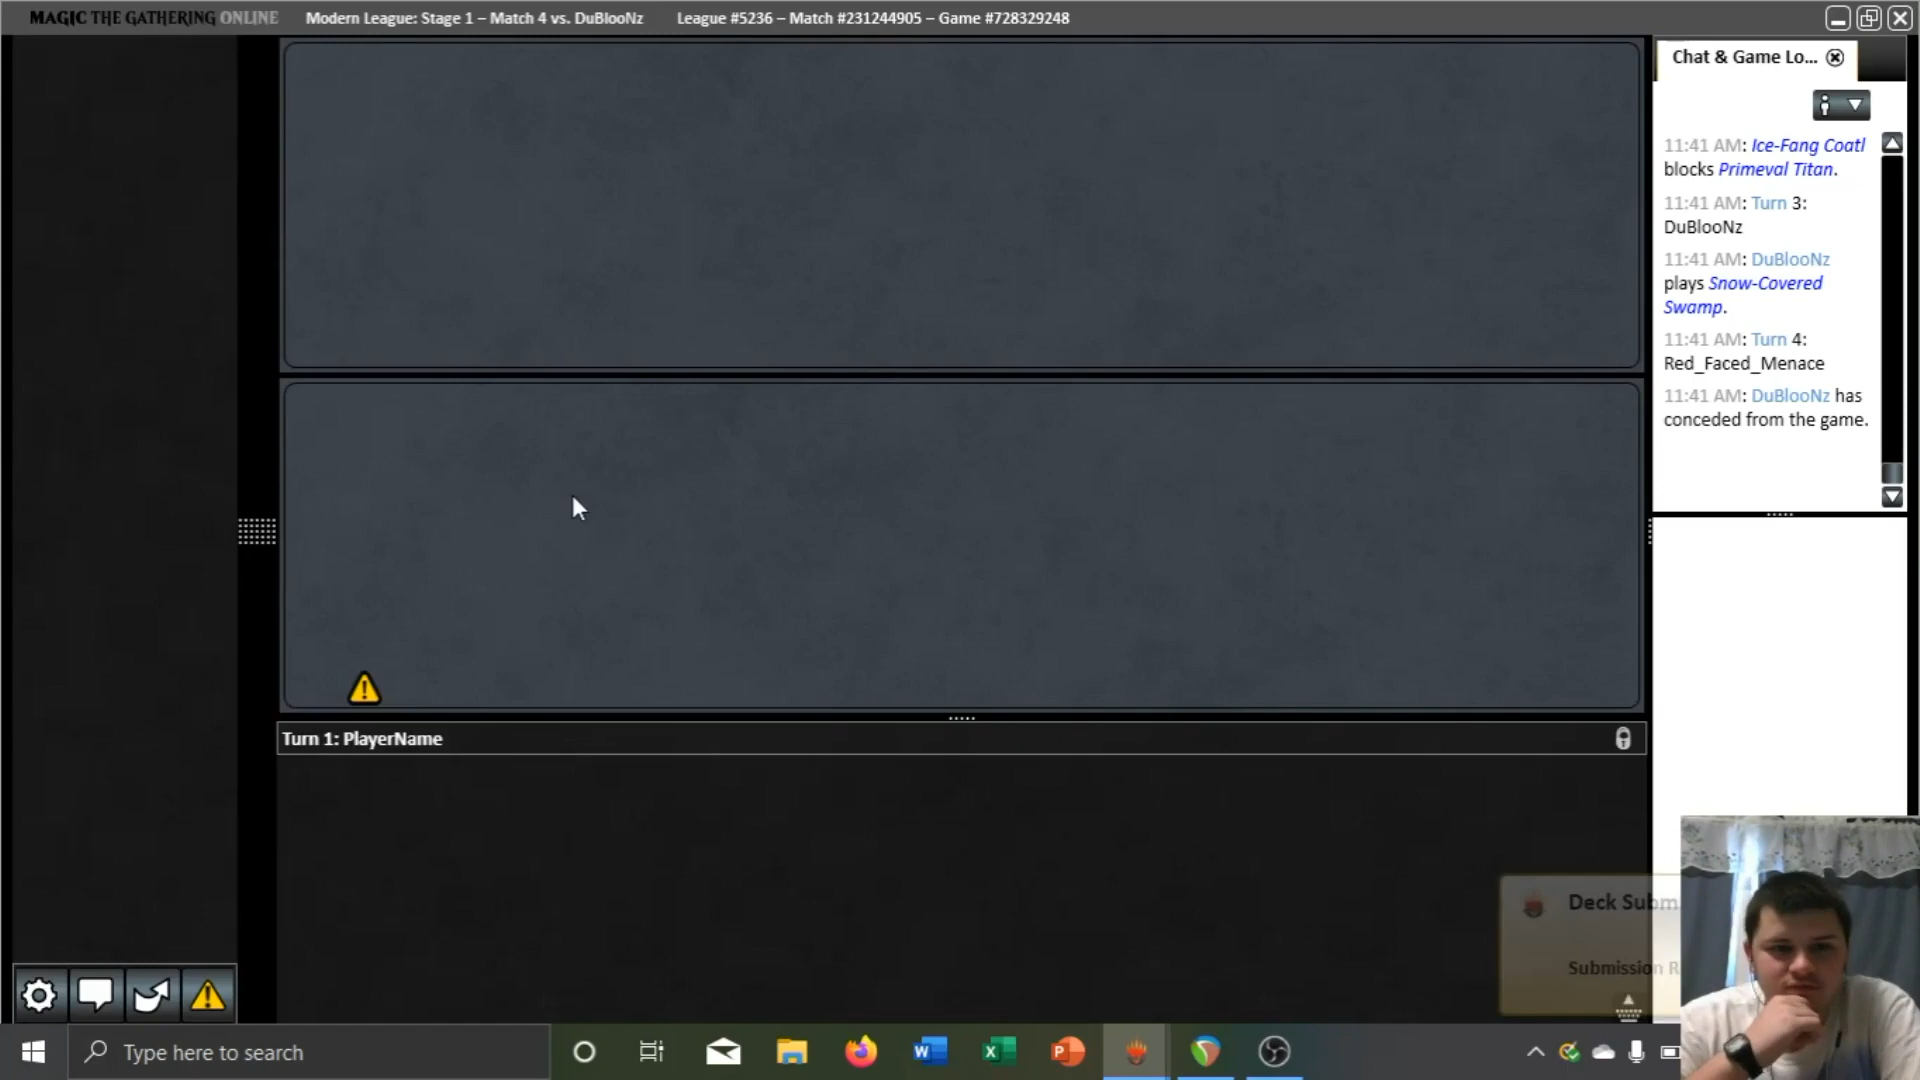 MAGIC THE GATHERING ONLINE
Modern League: Stage 1 – Match 4 vs. DuBlooNz
League #5236 – Match #231244905 – Game #728329248
Chat & Game Lo...
11:41 AM: Ice-Fang Coatl
blocks Primeval Titan.
11:41 AM: Turn 3:
DuBlooNz
11:41 AM: DuBlooNz
plays Snow-Covered
Swamp.
11:41 AM: Turn 4:
Red_Faced_Menace
11:41 AM: DuBlooNz has
conceded from the game.
Turn 1: PlayerName
Deck Subm
Submission R
Type here to search